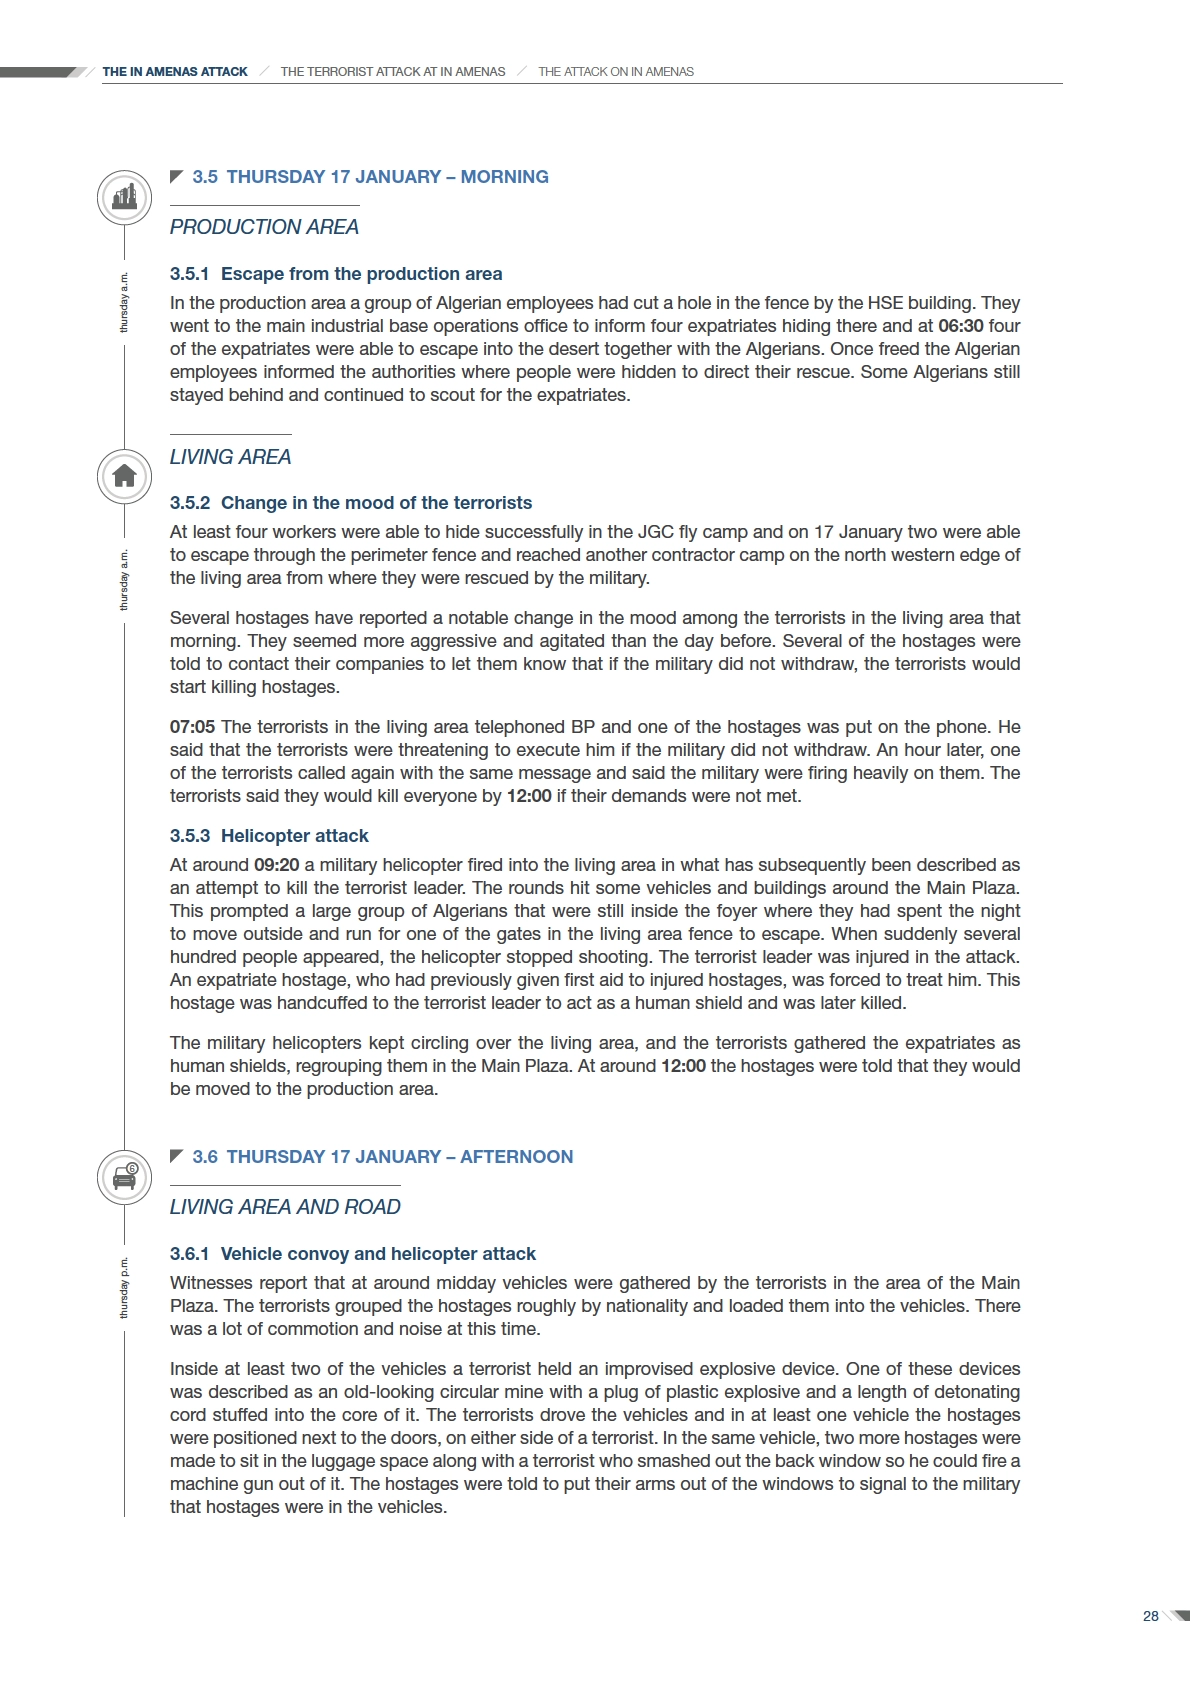 THE IN AMENAS ATTACK / THE TERRORIST ATTACK AT IN AMENAS / THE ATTACK ON IN AMENAS
3.5 THURSDAY 17 JANUARY – MORNING
PRODUCTION AREA
thursday a.m.
3.5.1 Escape from the production area
In the production area a group of Algerian employees had cut a hole in the fence by the HSE building. They
went to the main industrial base operations office to inform four expatriates hiding there and at 06:30 four
of the expatriates were able to escape into the desert together with the Algerians. Once freed the Algerian
employees informed the authorities where people were hidden to direct their rescue. Some Algerians still
stayed behind and continued to scout for the expatriates.
LIVING AREA
thursday a.m.
3.5.2 Change in the mood of the terrorists
At least four workers were able to hide successfully in the JGC fly camp and on 17 January two were able
to escape through the perimeter fence and reached another contractor camp on the north western edge of
the living area from where they were rescued by the military.
Several hostages have reported a notable change in the mood among the terrorists in the living area that
morning. They seemed more aggressive and agitated than the day before. Several of the hostages were
told to contact their companies to let them know that if the military did not withdraw, the terrorists would
start killing hostages.
07:05 The terrorists in the living area telephoned BP and one of the hostages was put on the phone. He
said that the terrorists were threatening to execute him if the military did not withdraw. An hour later, one
of the terrorists called again with the same message and said the military were firing heavily on them. The
terrorists said they would kill everyone by 12:00 if their demands were not met.
3.5.3 Helicopter attack
At around 09:20 a military helicopter fired into the living area in what has subsequently been described as
an attempt to kill the terrorist leader. The rounds hit some vehicles and buildings around the Main Plaza.
This prompted a large group of Algerians that were still inside the foyer where they had spent the night
to move outside and run for one of the gates in the living area fence to escape. When suddenly several
hundred people appeared, the helicopter stopped shooting. The terrorist leader was injured in the attack.
An expatriate hostage, who had previously given first aid to injured hostages, was forced to treat him. This
hostage was handcuffed to the terrorist leader to act as a human shield and was later killed.
The military helicopters kept circling over the living area, and the terrorists gathered the expatriates as
human shields, regrouping them in the Main Plaza. At around 12:00 the hostages were told that they would
be moved to the production area.
3.6 THURSDAY 17 JANUARY – AFTERNOON
6
LIVING AREA AND ROAD
thursday p.m.
3.6.1 Vehicle convoy and helicopter attack
Witnesses report that at around midday vehicles were gathered by the terrorists in the area of the Main
Plaza. The terrorists grouped the hostages roughly by nationality and loaded them into the vehicles. There
was a lot of commotion and noise at this time.
Inside at least two of the vehicles a terrorist held an improvised explosive device. One of these devices
was described as an old-looking circular mine with a plug of plastic explosive and a length of detonating
cord stuffed into the core of it. The terrorists drove the vehicles and in at least one vehicle the hostages
were positioned next to the doors, on either side of a terrorist. In the same vehicle, two more hostages were
made to sit in the luggage space along with a terrorist who smashed out the back window so he could fire a
machine gun out of it. The hostages were told to put their arms out of the windows to signal to the military
that hostages were in the vehicles.
28